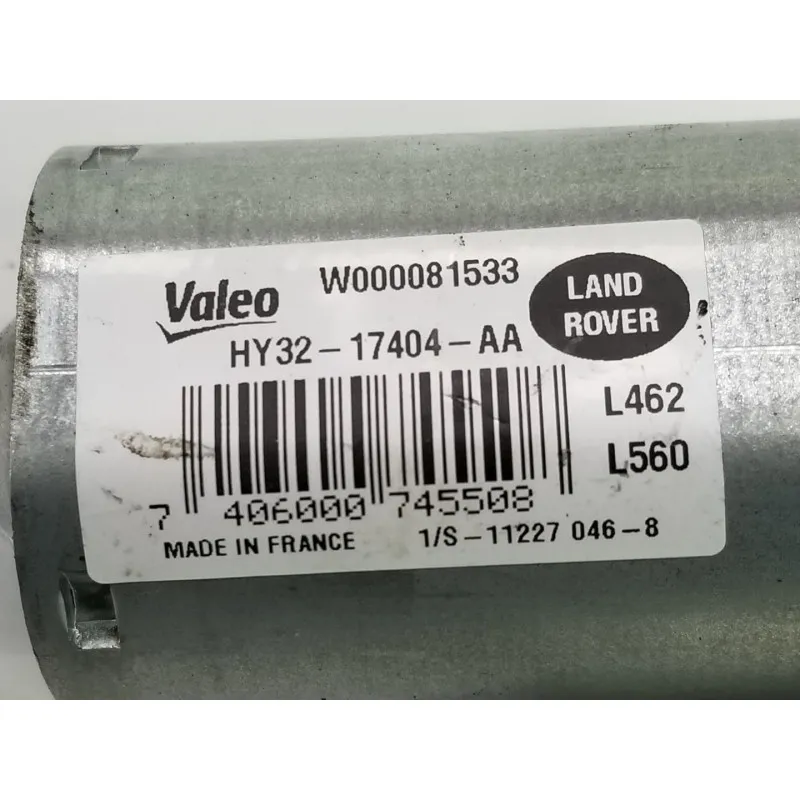 Valeo
W000081533
LAND
ROVER
HY32-17404-AA
L462
L560
7 406000 745508
MADE IN FRANCE 1/S-11227 046-8